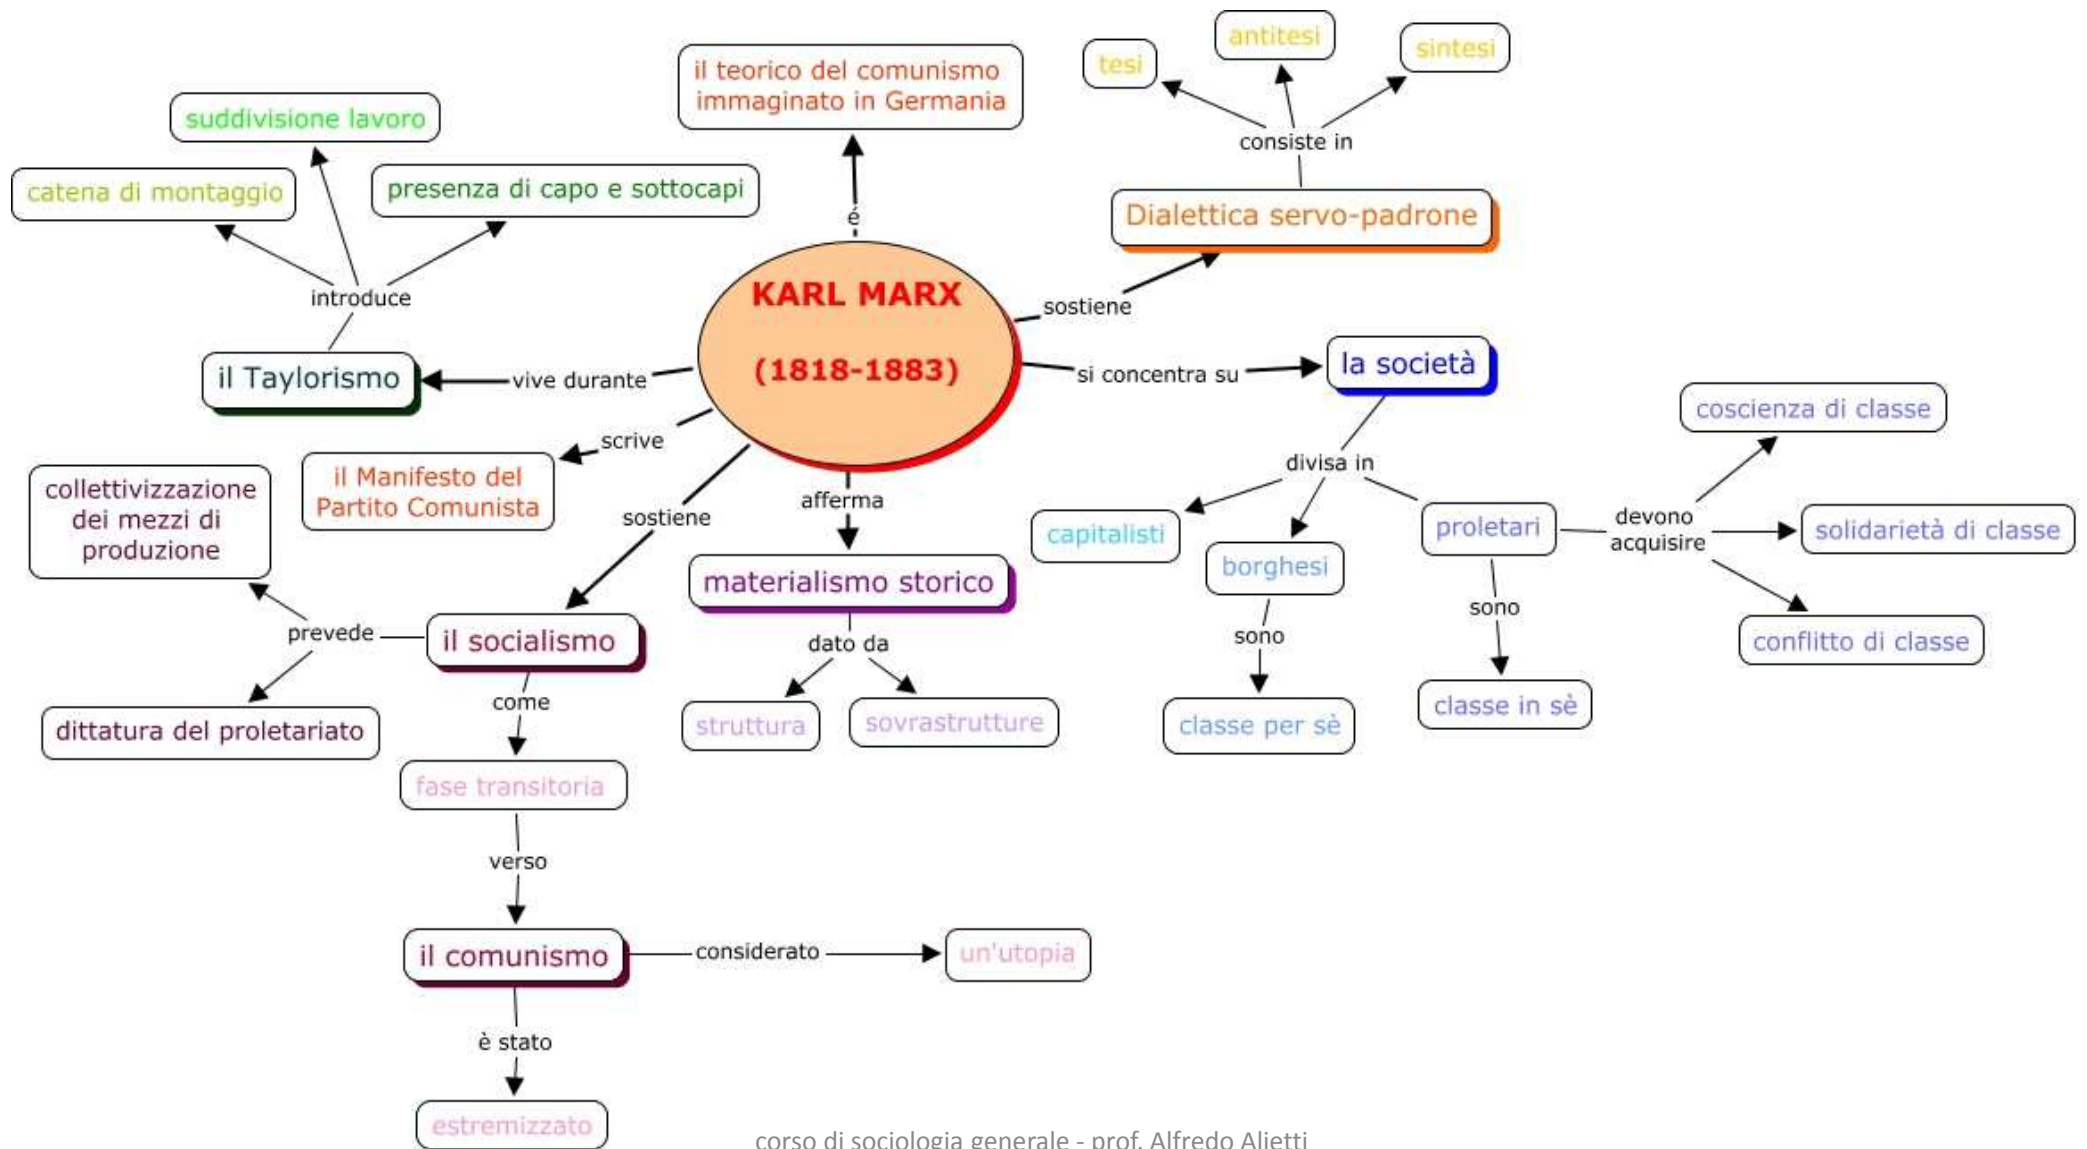 antitesi
sintesi
tesi
il teorico del comunismo
immaginato in Germania
suddivisione lavoro
consiste in
catena di montaggio
presenza di capo e sottocapi
Dialettica servo-padrone
é
introduce
KARL MARX
(1818-1883)
sostiene
il Taylorismo
vive durante
si concentra su
la società
scrive
il Manifesto del
Partito Comunista
sostiene
afferma
divisa in
coscienza di classe
collettivizzazione
dei mezzi di
produzione
capitalisti
borghesi
proletari
devono
acquisire
solidarietà di classe
conflitto di classe
materialismo storico
prevede
il socialismo
dato da
sono
sono
dittatura del proletariato
come
struttura
sovrastrutture
classe per sè
classe in sè
fase transitoria
verso
il comunismo
considerato
un'utopia
è stato
estremizzato
corso di sociologia generale - prof. Alfredo Alietti